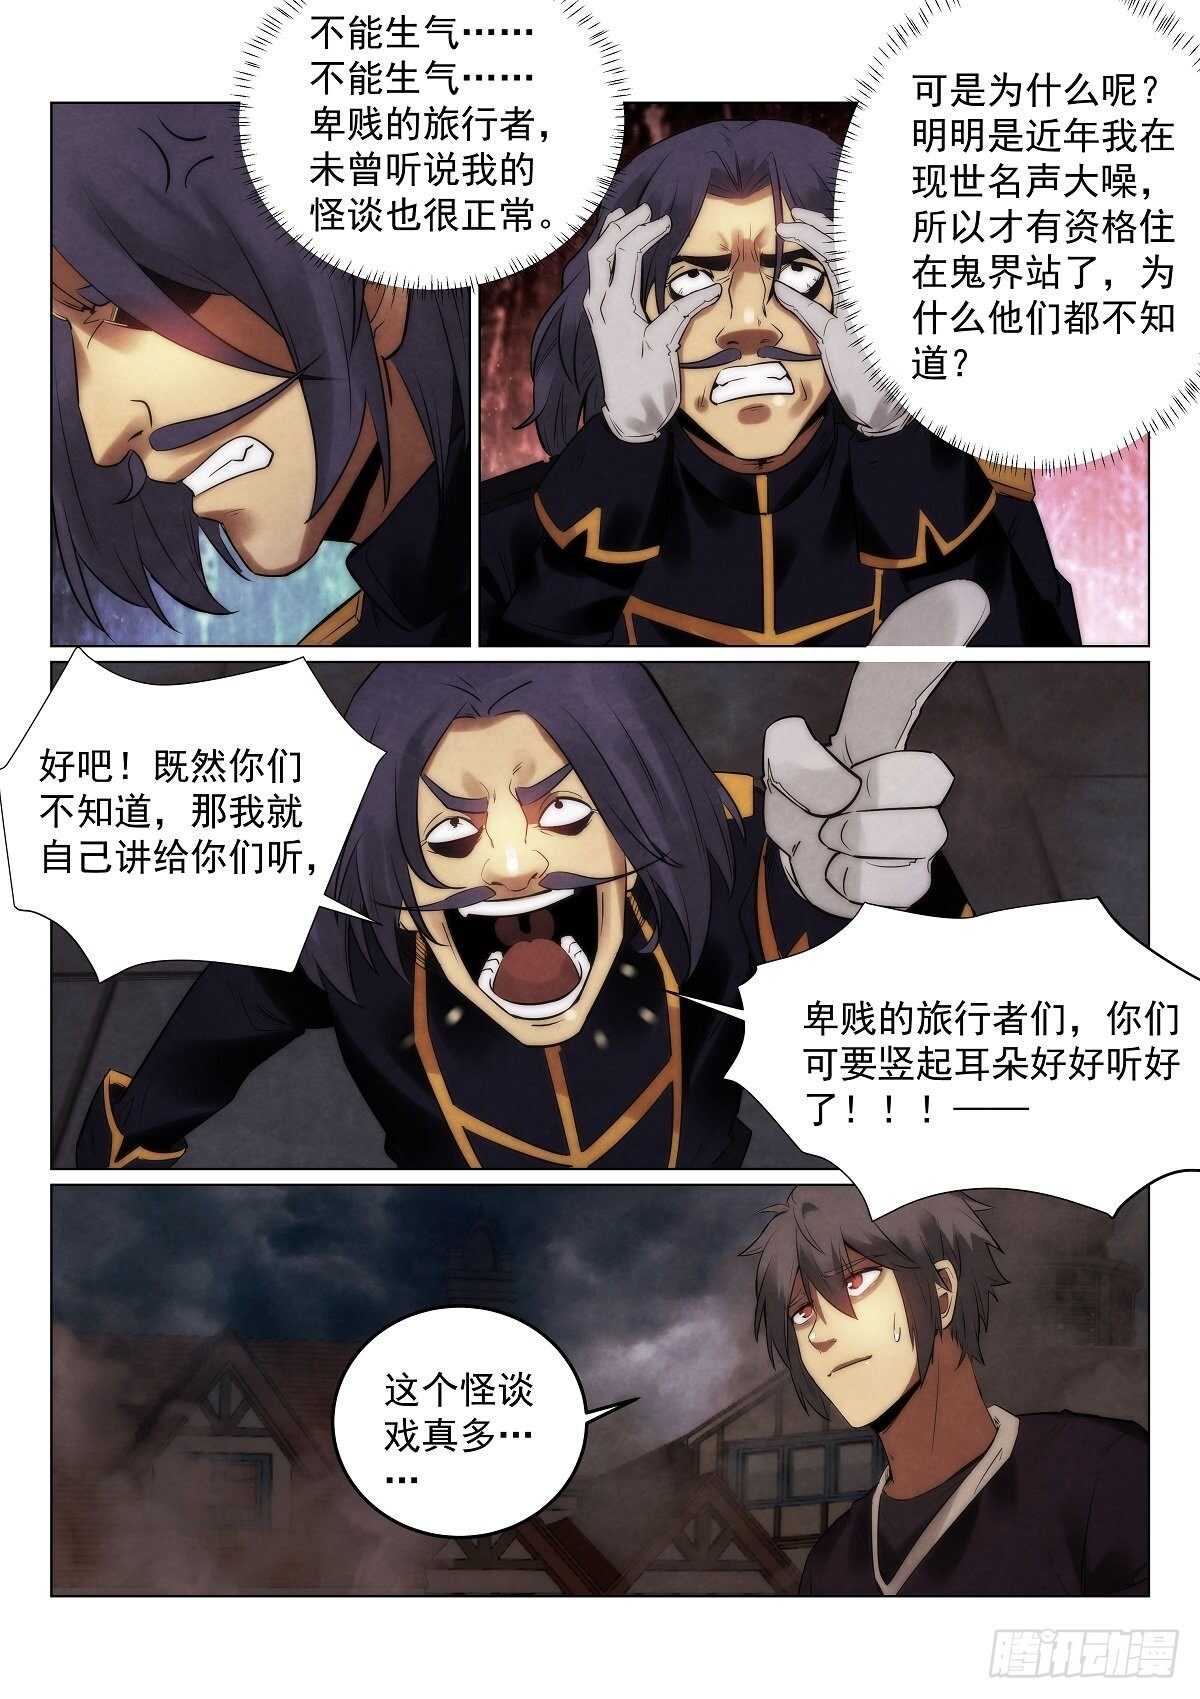 不能生气……
不能生气……
卑贱的旅行者，
未曾听说我的
怪谈也很正常。
可是为什么呢？
明明是近年我在
现世名声大噪，
所以才有资格住
在鬼界站了，为
什么他们都不知
道？
好吧！既然你们
不知道，那我就
自己讲给你们听，
卑贱的旅行者们，你们
可要竖起耳朵好好听好
了！！！——
这个怪谈
戏真多…
…
腾讯动漫